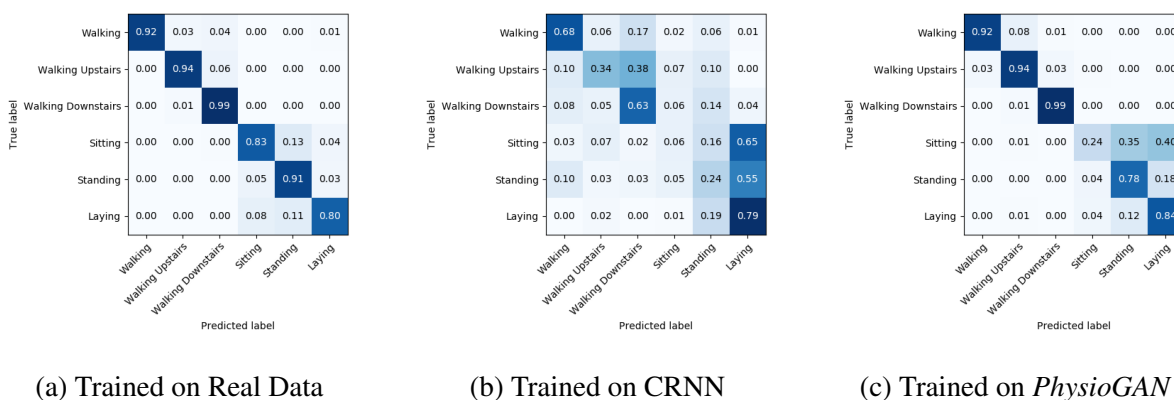 Walking 0.92 0.03 0.04 0.00 0.00 0.01
Walking Upstairs 0.00 0.94 0.06 0.00 0.00 0.00
Walking Downstairs 0.00 0.01 0.99 0.00 0.00 0.00
Sitting 0.00 0.00 0.00 0.83 0.13 0.04
Standing 0.00 0.00 0.00 0.05 0.91 0.03
Laying 0.00 0.00 0.00 0.08 0.11 0.80
True label
Walking Walking Upstairs Walking Downstairs Sitting Standing Laying
Predicted label
(a) Trained on Real Data
Walking 0.68 0.06 0.17 0.02 0.06 0.01
Walking Upstairs 0.10 0.34 0.38 0.07 0.10 0.00
Walking Downstairs 0.08 0.05 0.63 0.06 0.14 0.04
Sitting 0.03 0.07 0.02 0.06 0.16 0.65
Standing 0.10 0.03 0.03 0.05 0.24 0.55
Laying 0.00 0.02 0.00 0.01 0.19 0.79
True label
Walking Walking Upstairs Walking Downstairs Sitting Standing Laying
Predicted label
(b) Trained on CRNN
Walking 0.92 0.08 0.01 0.00 0.00 0.00
Walking Upstairs 0.03 0.94 0.03 0.00 0.00 0.00
Walking Downstairs 0.00 0.01 0.99 0.00 0.00 0.00
Sitting 0.00 0.01 0.00 0.24 0.35 0.40
Standing 0.00 0.00 0.00 0.04 0.78 0.18
Laying 0.00 0.01 0.00 0.04 0.12 0.84
True label
Walking Walking Upstairs Walking Downstairs Sitting Standing Laying
Predicted label
(c) Trained on PhysioGAN